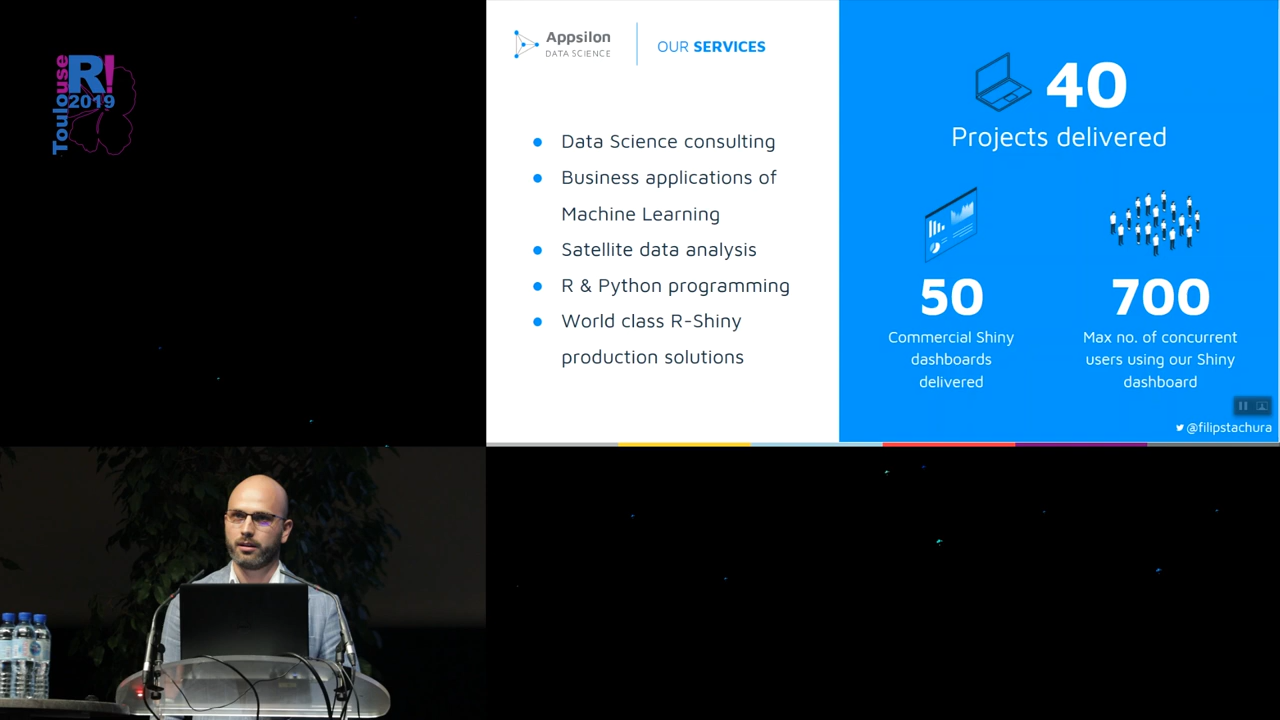 Toulouse
R!
2019
Appsilon
DATA SCIENCE
OUR SERVICES
Data Science consulting
Business applications of
Machine Learning
Satellite data analysis
R & Python programming
World class R-Shiny
production solutions
40
Projects delivered
50
Commercial Shiny
dashboards
delivered
700
Max no. of concurrent
users using our Shiny
dashboard
@filipstachura